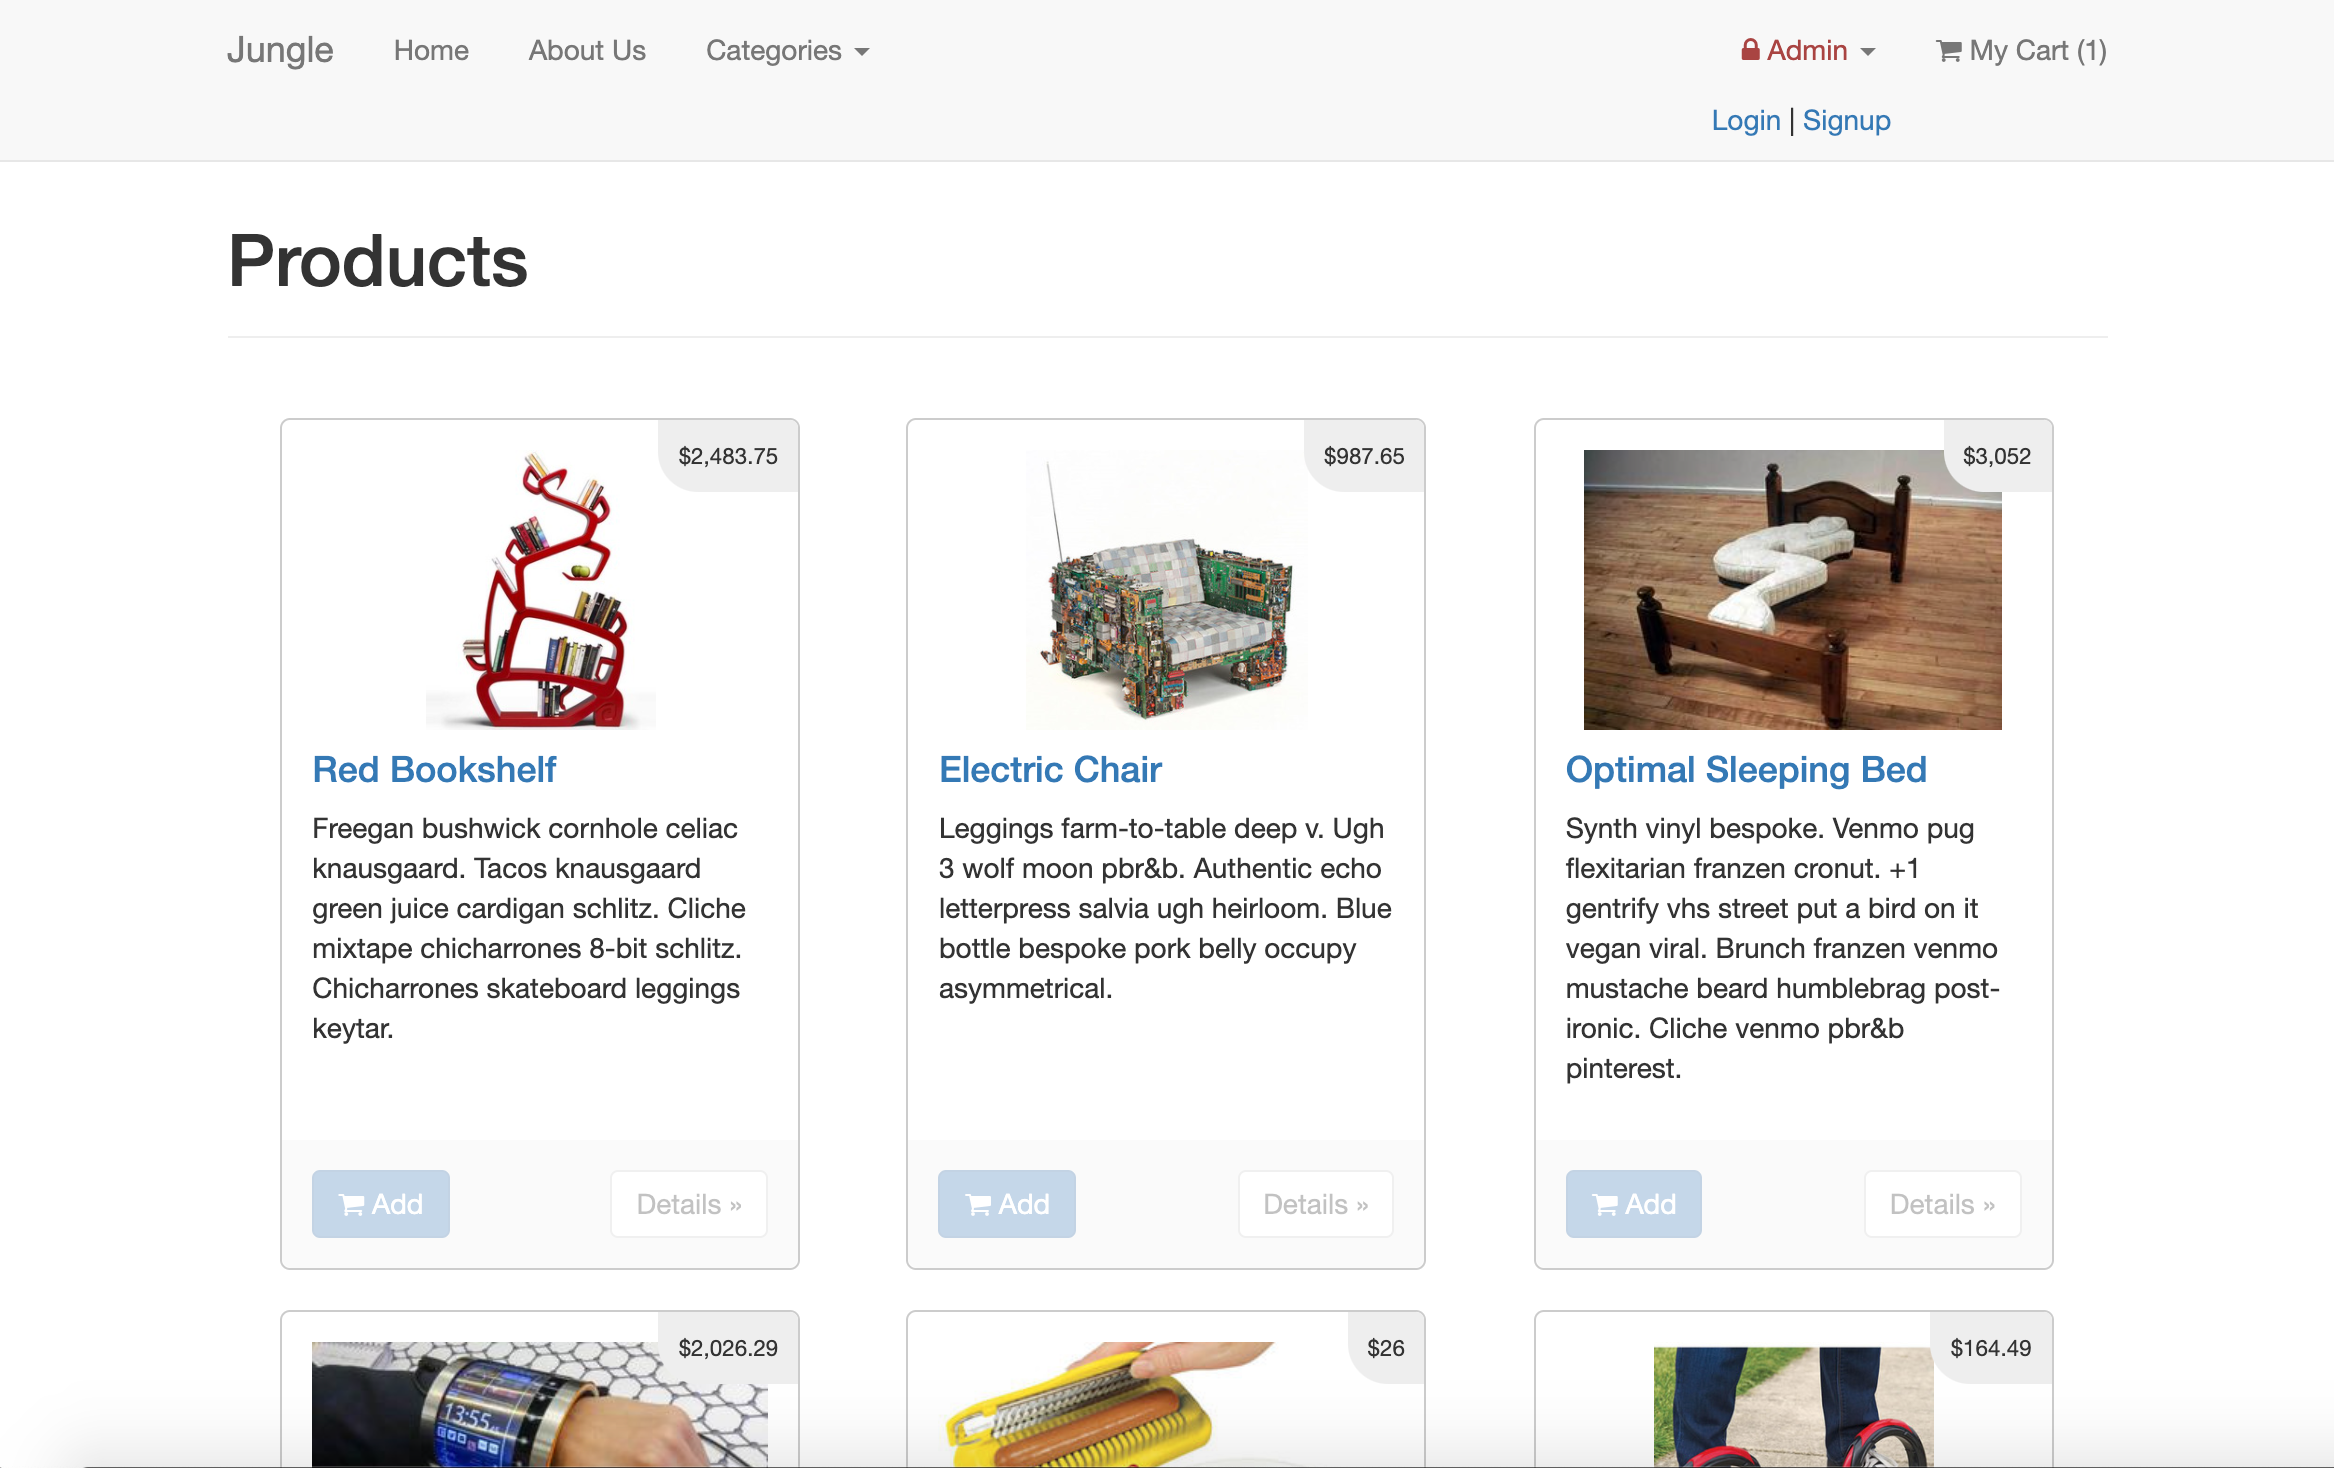 Jungle Home About Us Categories Admin My Cart (1)
Login | Signup
Products
$2,483.75
Red Bookshelf
Freegan bushwick cornhole celiac
knausgaard. Tacos knausgaard
green juice cardigan schlitz. Cliche
mixtape chicharrones 8-bit schlitz.
Chicharrones skateboard leggings
keytar.
Add Details »
$987.65
Electric Chair
Leggings farm-to-table deep v. Ugh
3 wolf moon pbr&b. Authentic echo
letterpress salvia ugh heirloom. Blue
bottle bespoke pork belly occupy
asymmetrical.
Add Details »
$3,052
Optimal Sleeping Bed
Synth vinyl bespoke. Venmo pug
flexitarian franzen cronut. +1
gentrify vhs street put a bird on it
vegan viral. Brunch franzen venmo
mustache beard humblebrag post-
ironic. Cliche venmo pbr&b
pinterest.
Add Details »
$2,026.29
13:55
$26
$164.49